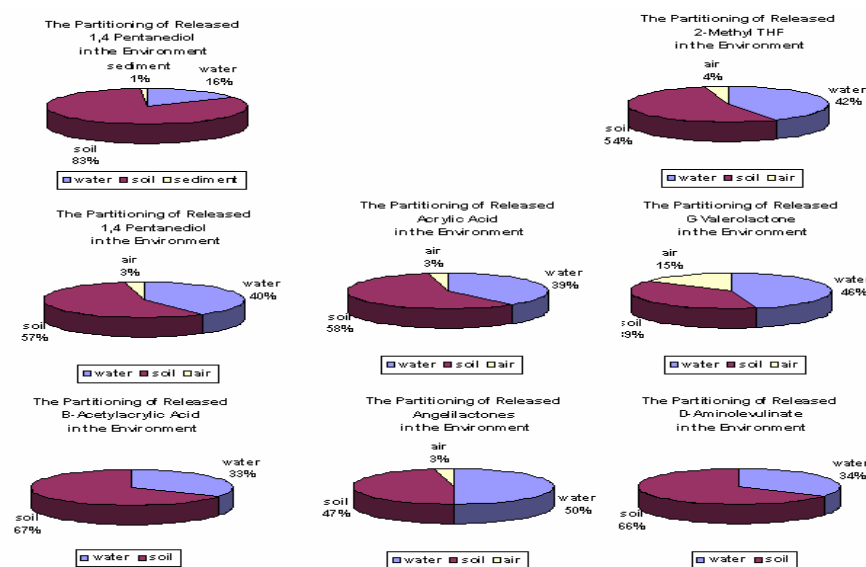 The Partitioning of Released
1,4 Pentanediol
in the Environment
sediment
1%
water
16%
soil
83%
water soil sediment
The Partitioning of Released
2-Methyl THF
in the Environment
air
4%
water
42%
soil
54%
water soil air
The Partitioning of Released
1,4 Pentanediol
in the Environment
air
3%
water
40%
soil
57%
water soil air
The Partitioning of Released
Acrylic Acid
in the Environment
air
3%
water
39%
soil
58%
water soil air
The Partitioning of Released
G-Valerolactone
in the Environment
air
15%
water
46%
soil
water soil air
The Partitioning of Released
B-Acetylacrylic Acid
in the Environment
water
33%
soil
67%
water soil
The Partitioning of Released
Angelilactones
in the Environment
air
3%
soil
47%
water
50%
water soil air
The Partitioning of Released
D-Aminolevulinate
in the Environment
water
34%
soil
66%
water soil